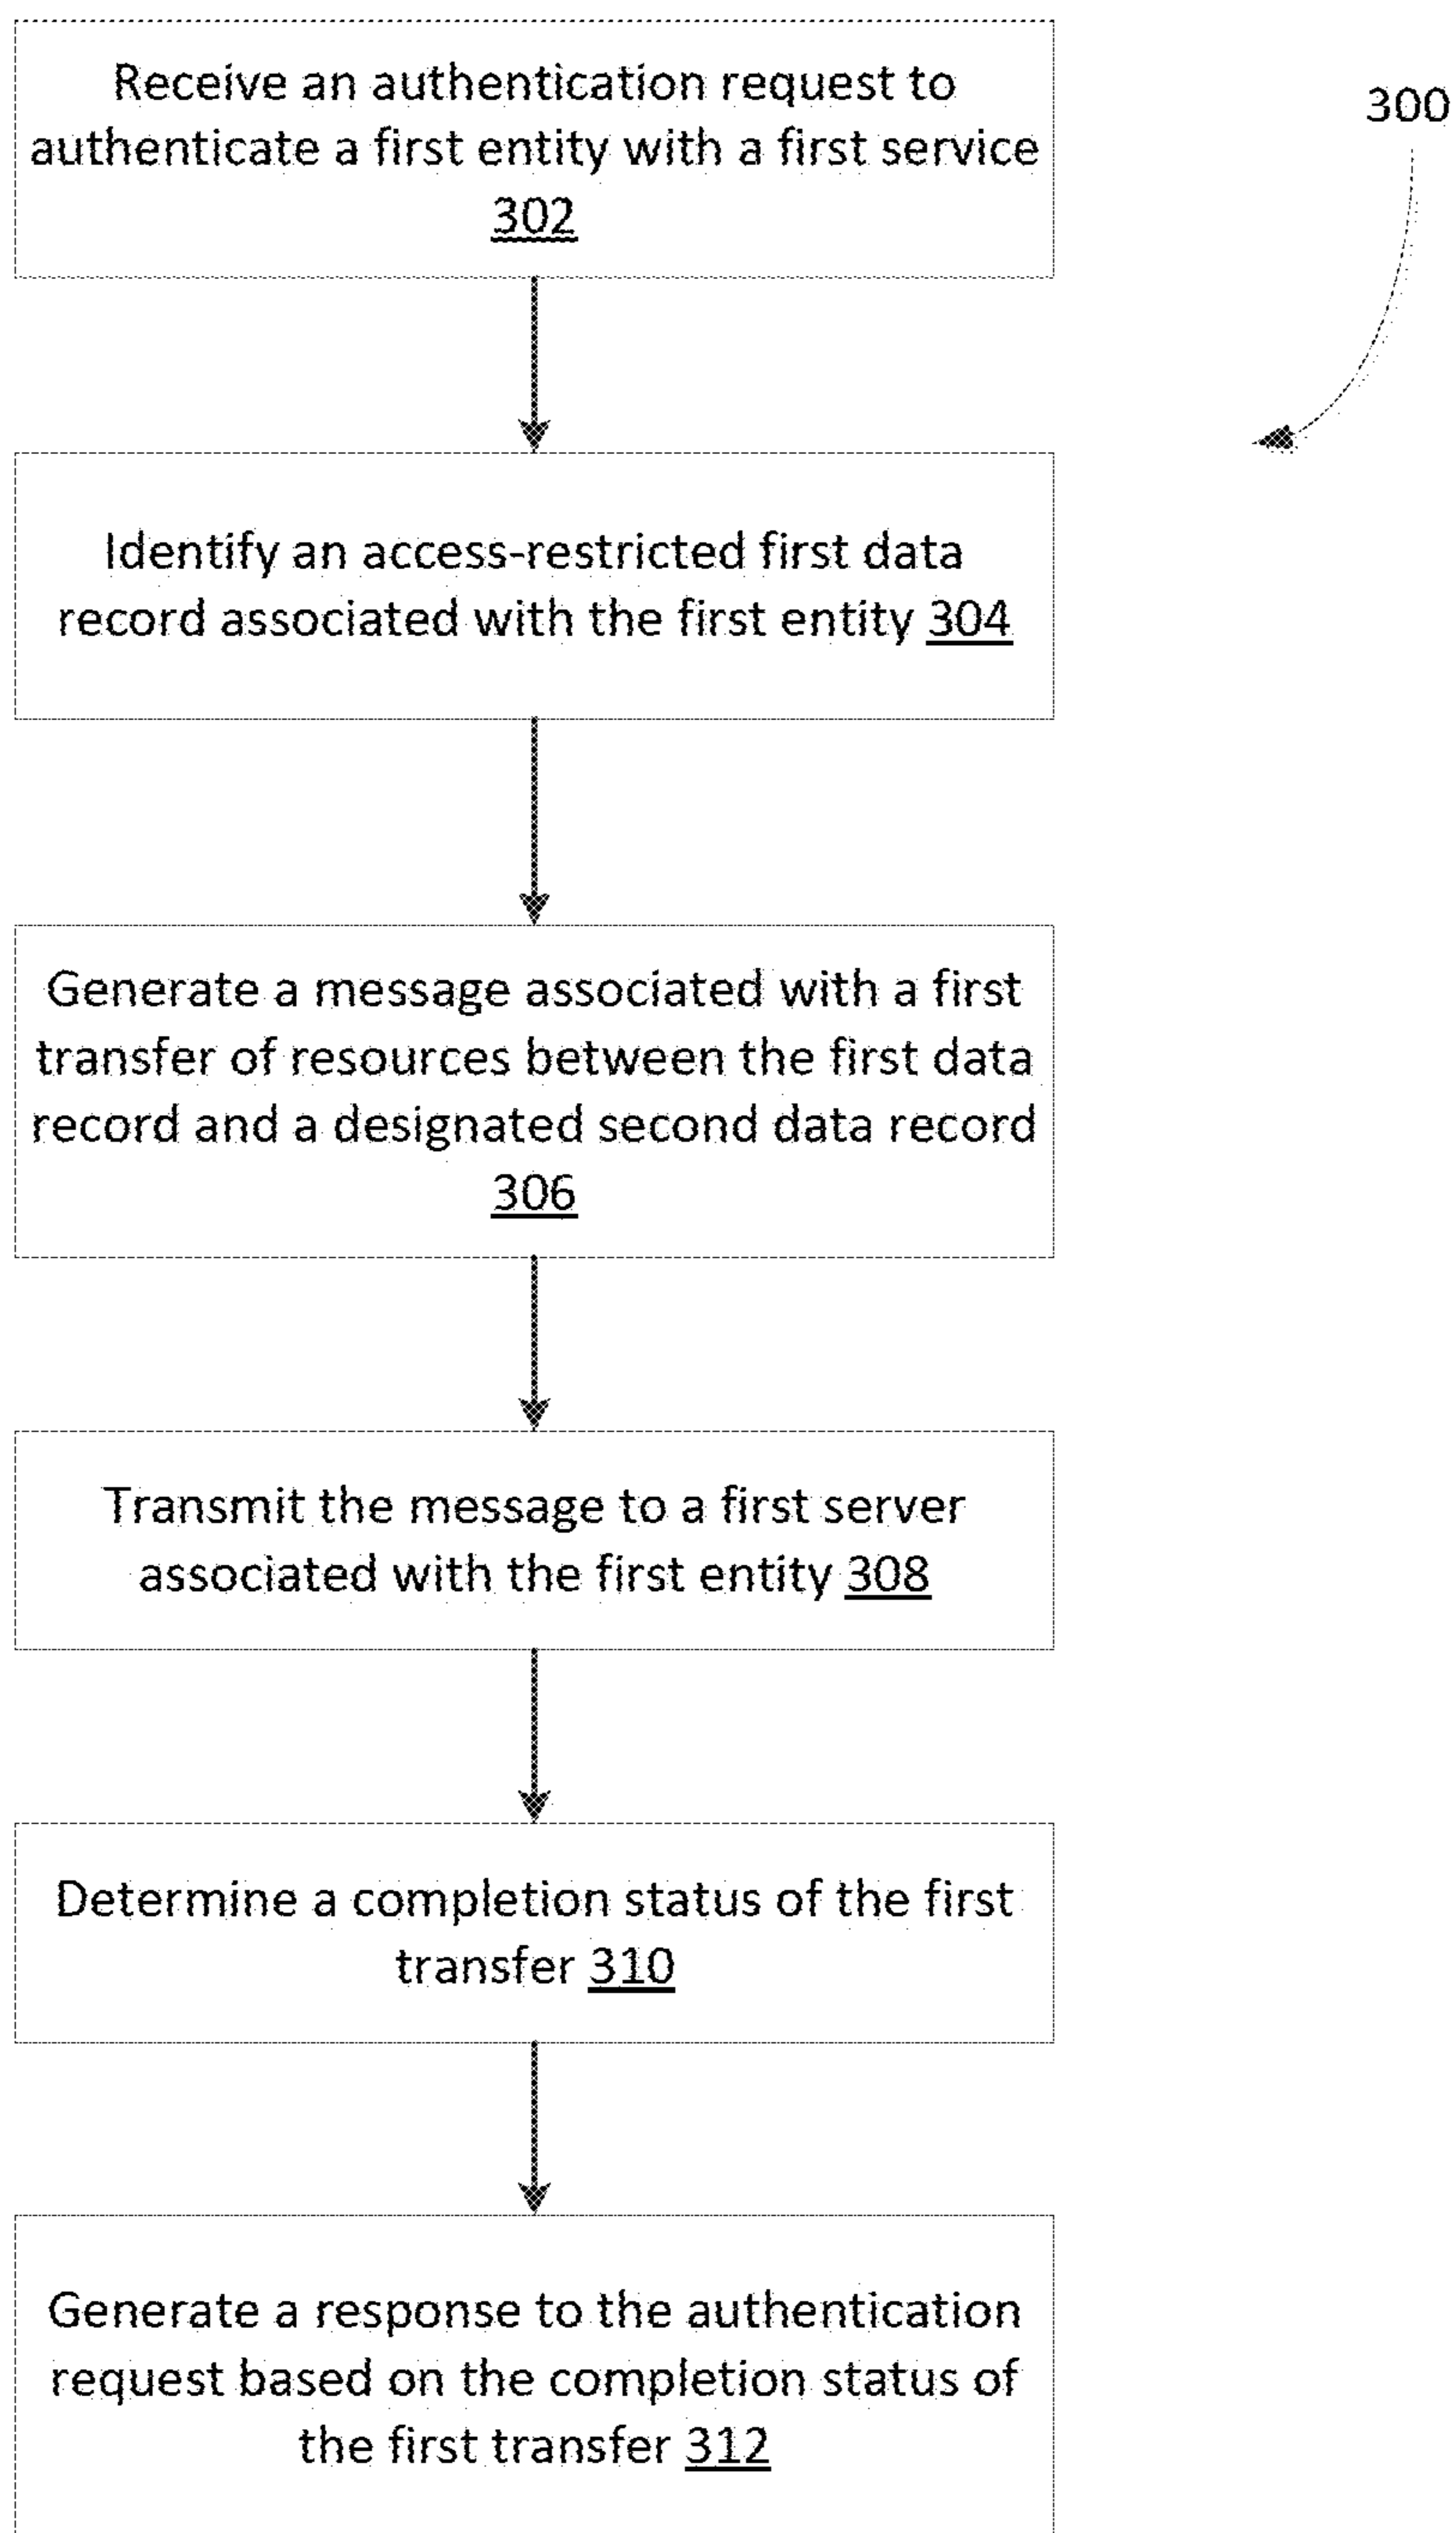 Receive an authentication request to
authenticate a first entity with a first service
302
300
Identify an access-restricted first data
record associated with the first entity 304
Generate a message associated with a first
transfer of resources between the first data
record and a designated second data record
306
Transmit the message to a first server
associated with the first entity 308
Determine a completion status of the first
transfer 310
Generate a response to the authentication
request based on the completion status of
the first transfer 312